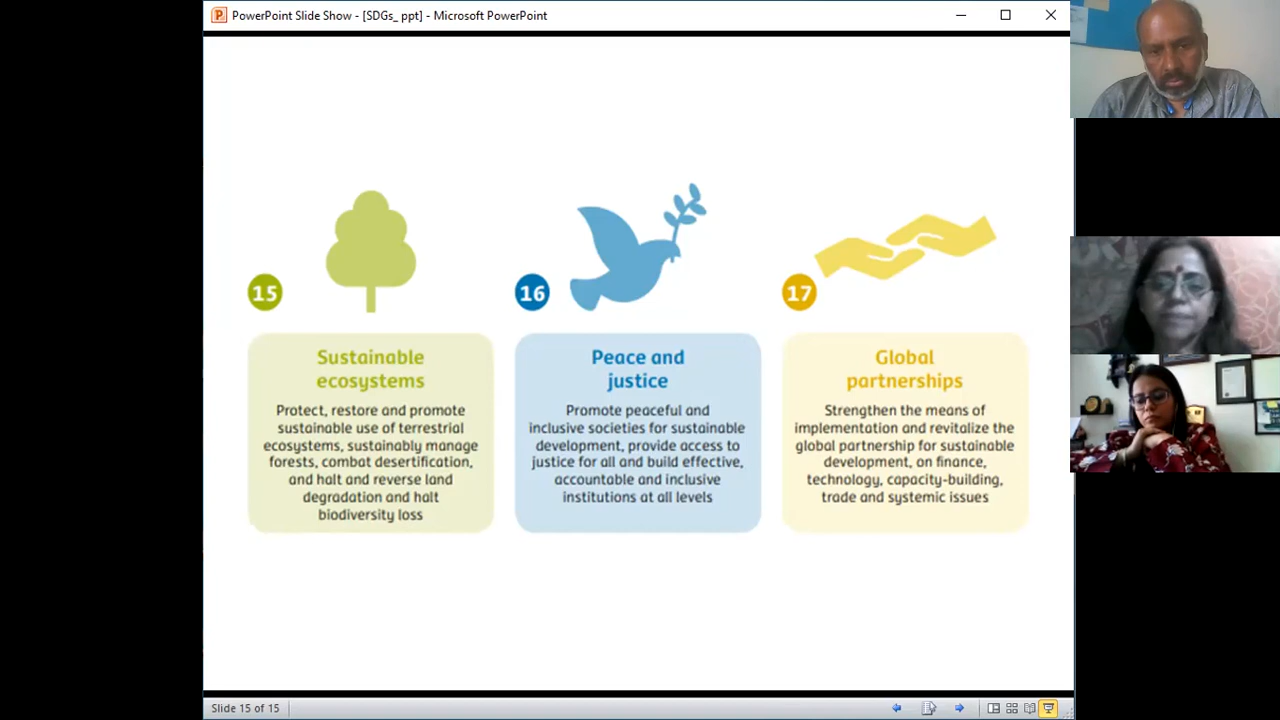 PowerPoint Slide Show - [SDGs_ ppt] - Microsoft PowerPoint
15
Sustainable
ecosystems
Protect, restore and promote
sustainable use of terrestrial
ecosystems, sustainably manage
forests, combat desertification,
and halt and reverse land
degradation and halt
biodiversity loss
16
Peace and
justice
Promote peaceful and
inclusive societies for sustainable
development, provide access to
justice for all and build effective,
accountable and inclusive
institutions at all levels
17
Global
partnerships
Strengthen the means of
implementation and revitalize the
global partnership for sustainable
development, on finance,
technology, capacity-building,
trade and systemic issues
Slide 15 of 15